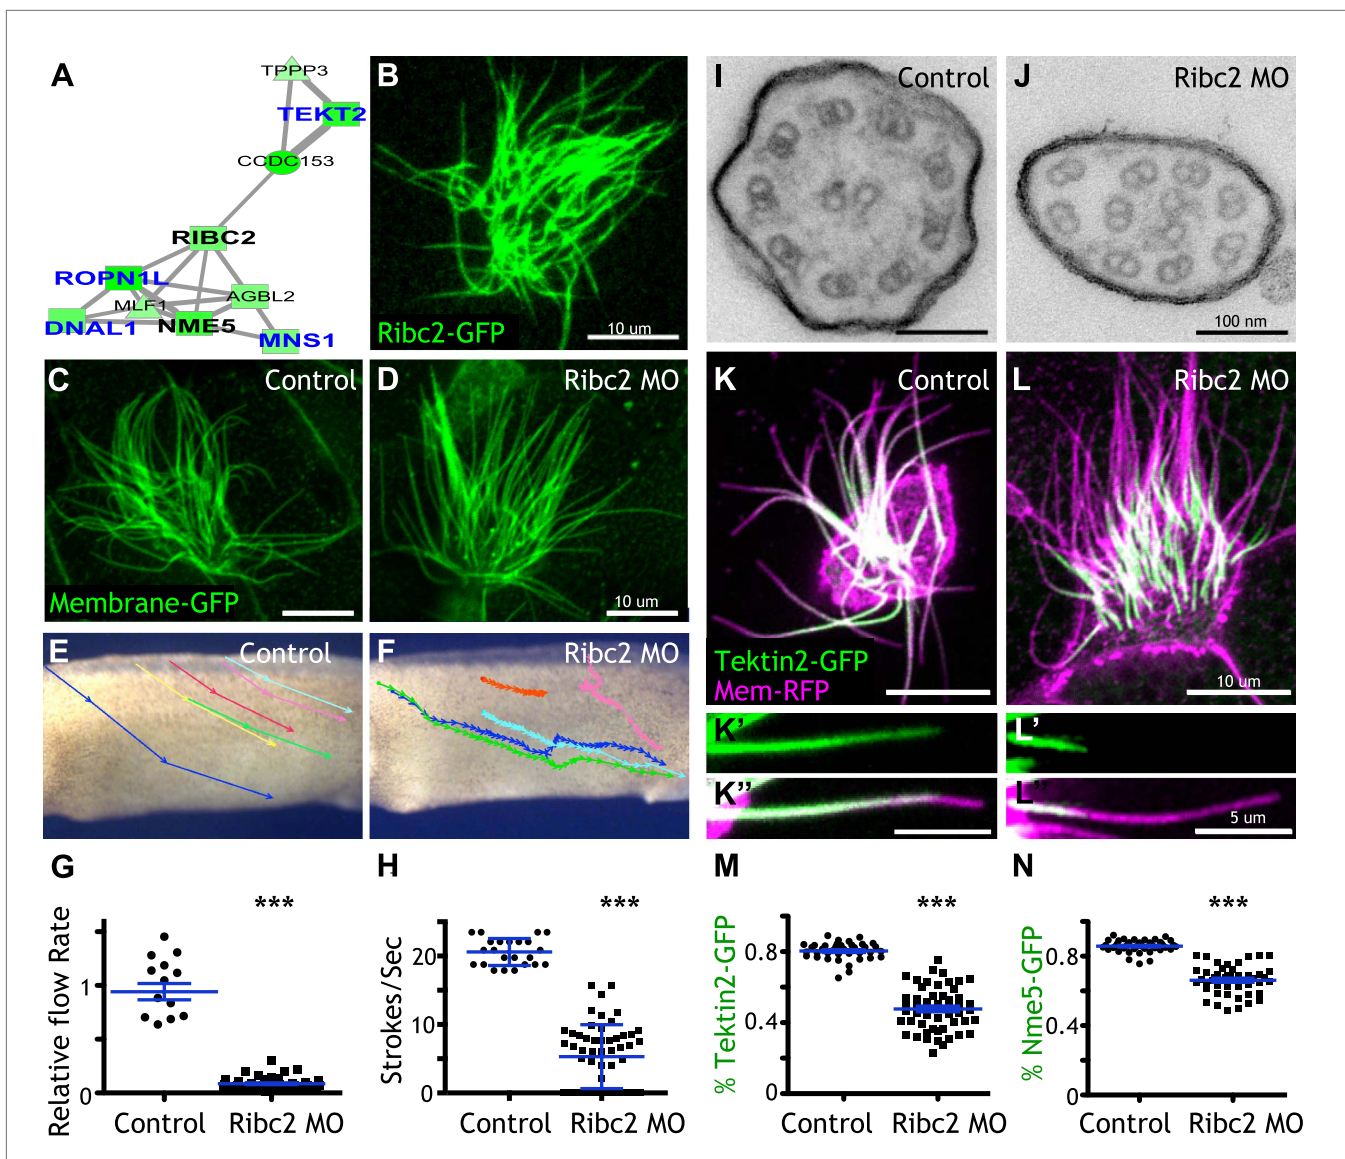 A
TPPP3
TEKT2
CCDC153
RIBC2
ROPN1L
MLF1
AGBL2
DNAL1
NME5
MNS1
B
Ribc2-GFP
10 um
C
Control
Membrane-GFP
D
Ribc2 MO
10 um
E
Control
F
Ribc2 MO
G
***
Relative flow Rate
1
0
Control
Ribc2 MO
H
***
Strokes/Sec
20
10
0
Control
Ribc2 MO
I
Control
J
Ribc2 MO
100 nm
K
Control
Tektin2-GFP
Mem-RFP
L
Ribc2 MO
10 um
K'
L'
K"
L"
5 um
M
***
% Tektin2-GFP
0.8
0.4
0
Control
Ribc2 MO
N
***
% Nme5-GFP
0.8
0.4
0
Control
Ribc2 MO